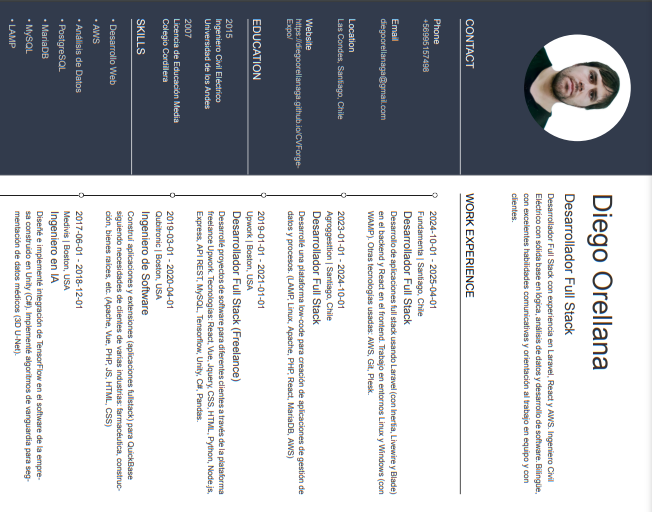 Diego Orellana
Desarrollador Full Stack
Desarrollador Full Stack con experiencia en Laravel, React y AWS. Ingeniero Civil
Eléctrico con sólida base en lógica, análisis de datos y desarrollo de software. Bilingüe,
con excelentes habilidades comunicativas y orientación al trabajo en equipo y con
clientes.
CONTACT
Phone
+56995157498
Email
diegoorellanaga@gmail.com
Location
Las Condes, Santiago, Chile
Website
https://diegoorellanaga.github.io/CVForge-
Expo/
EDUCATION
2015
Ingeniero Civil Eléctrico
Universidad de los Andes
2007
Licencia de Educación Media
Colegio Cordillera
SKILLS
• Desarrollo Web
• AWS
• Análisis de Datos
• PostgreSQL
• MariaDB
• MySQL
• LAMP
WORK EXPERIENCE
2024-10-01 - 2025-04-01
Fundamenta | Santiago, Chile
Desarrollador Full Stack
Desarrollo de aplicaciones full stack usando Laravel (con Inertia, Livewire y Blade)
en el backend y React en el frontend. Trabajo en entornos Linux y Windows (con
WAMP). Otras tecnologías usadas: AWS, Git, Plesk.
2023-01-01 - 2024-10-01
Agroggestion | Santiago, Chile
Desarrollador Full Stack
Desarrollé una plataforma low-code para creación de aplicaciones de gestión de
datos y procesos. (LAMP, Linux, Apache, PHP, React, MariaDB, AWS)
2019-01-01 - 2021-01-01
Upwork | Boston, USA
Desarrollador Full Stack (Freelance)
Desarrollé proyectos de software para diferentes clientes a través de la plataforma
freelance Upwork. Tecnologías: React, Vue, Jquery, CSS, HTML, Python, Node.js,
Express, API REST, MySQL, Tensorflow, Unity, C#, Pandas.
2019-03-01 - 2020-04-01
Qubitronic | Boston, USA
Ingeniero de Software
Construí aplicaciones y extensiones (aplicaciones fullstack) para QuickBase
siguiendo necesidades de clientes de varias industrias: farmacéutica, construc-
ción, bienes raíces, etc. (Apache, Vue, PHP, JS, HTML, CSS)
2017-06-01 - 2018-12-01
Medivis | Boston, USA
Ingeniero en IA
Diseñé e implementé integración de TensorFlow en el software de la empre-
sa construido en Unity (C#). Implementé algoritmos de vanguardia para seg-
mentación de datos médicos (3D U-Net).